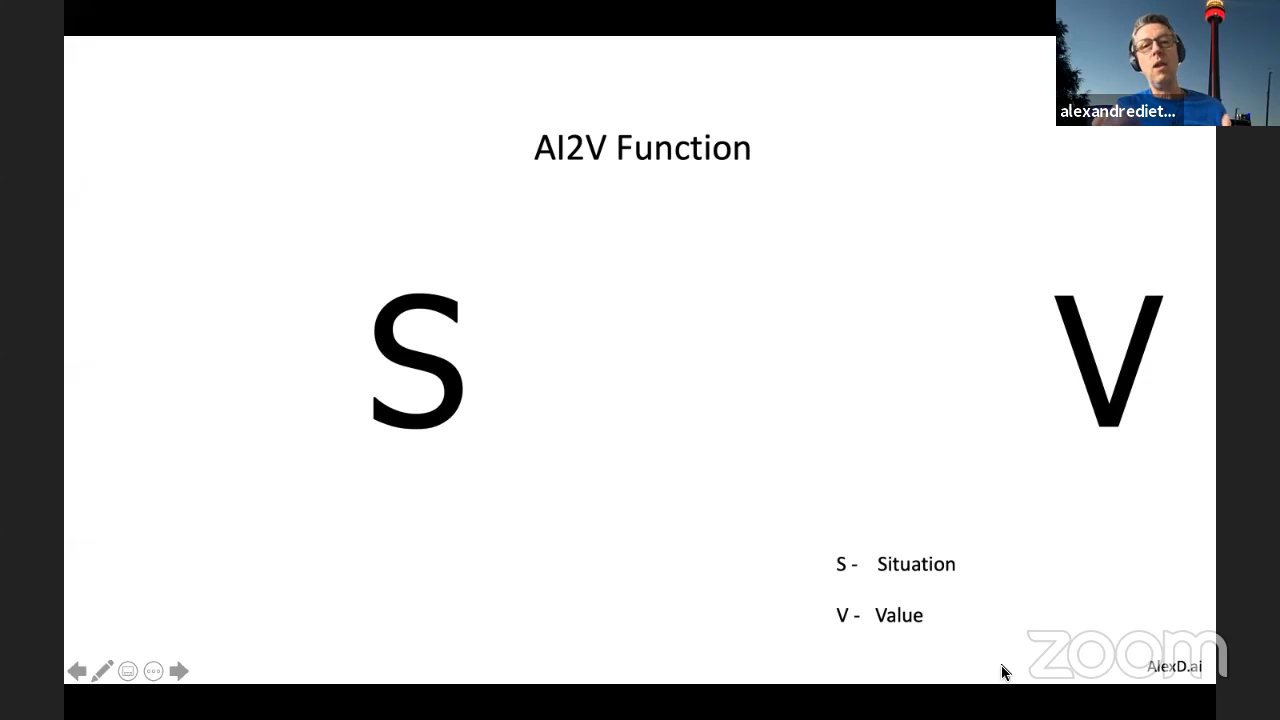 alexandrediet...
AI2V Function
S V
S - Situation
V - Value
zoom
AlexD.ai